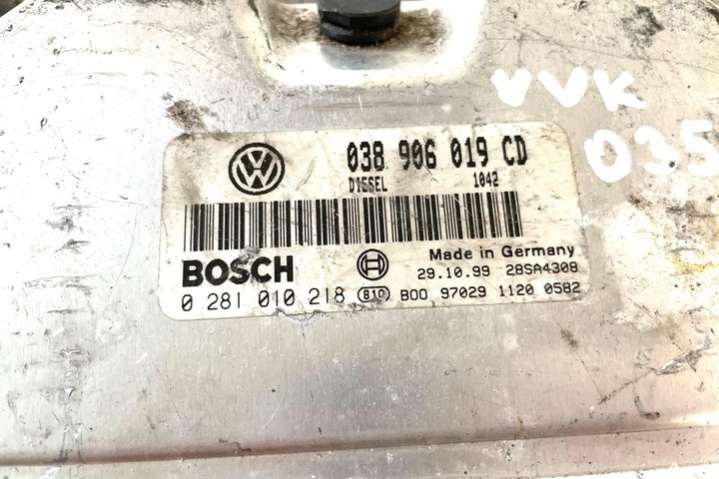 VVK
035
038 906 019 CD
DIESEL 1042
Made in Germany
BOSCH 29.10.99 28SA4308
0 281 010 218 B10 B00 97029 1120 0582